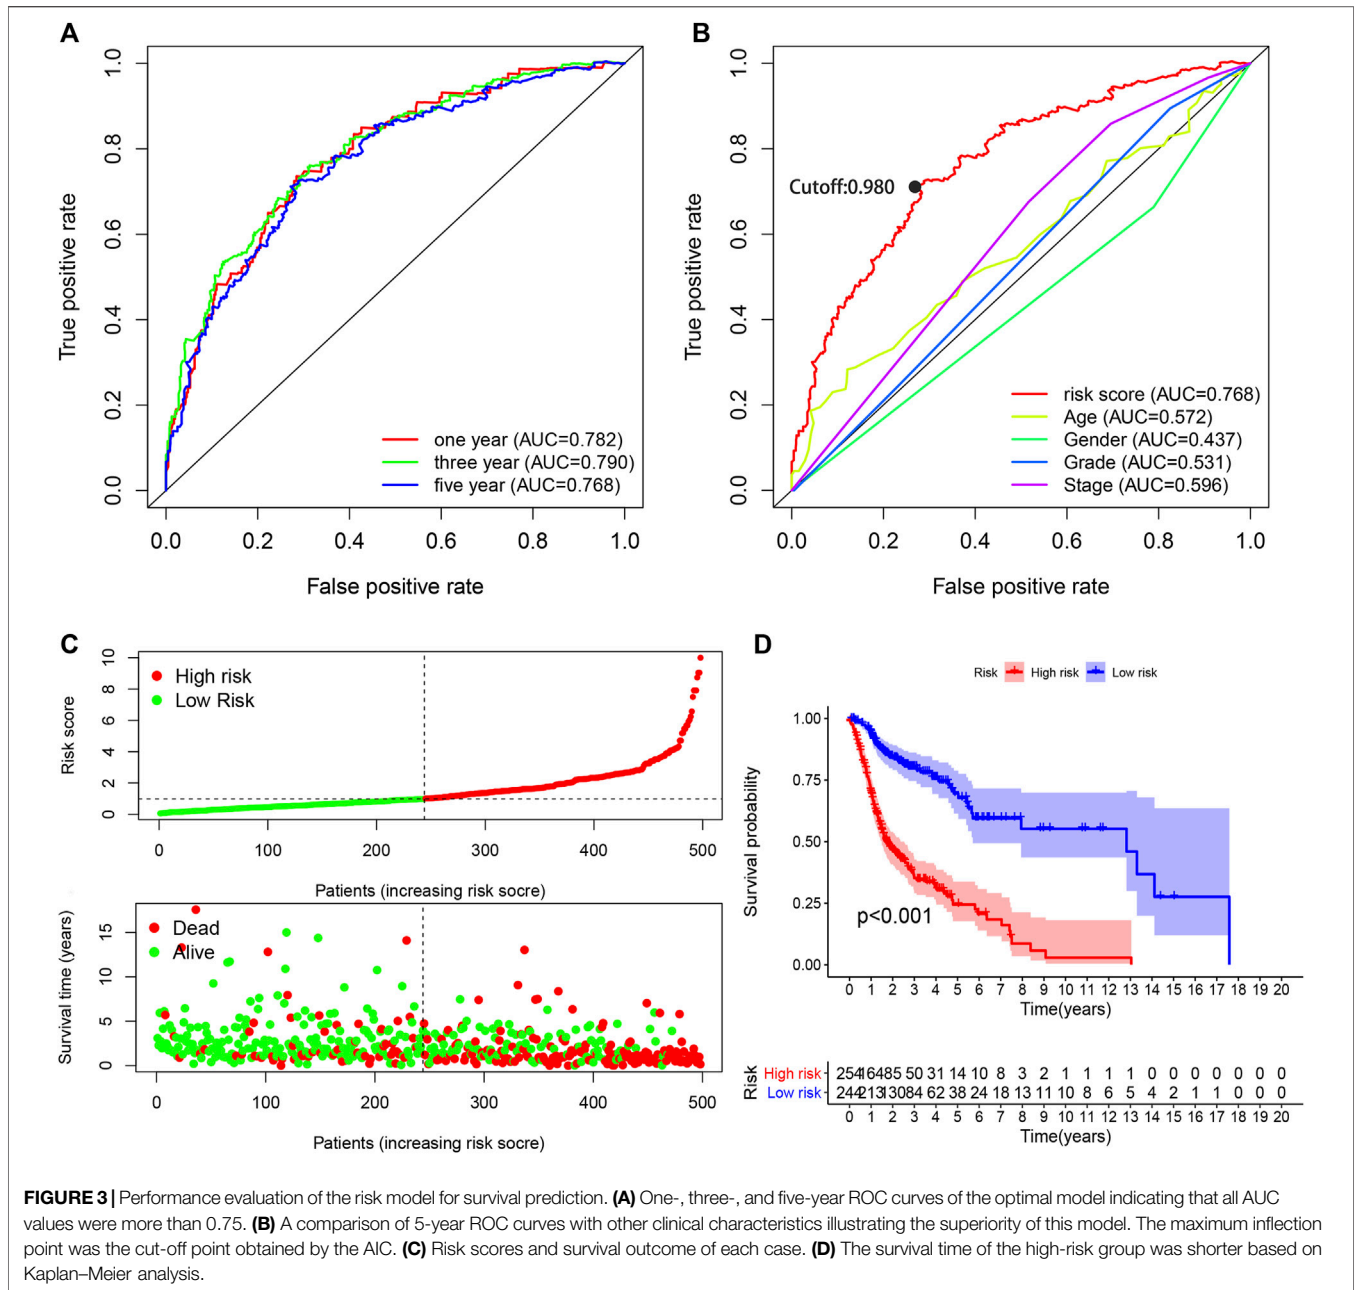 A
B
1.0
0.8
0.6
0.4
0.2
0.0
True positive rate
one year (AUC=0.782)
three year (AUC=0.790)
five year (AUC=0.768)
0.0 0.2 0.4 0.6 0.8 1.0
False positive rate
1.0
0.8
0.6
0.4
0.2
0.0
True positive rate
Cutoff:0.980
risk score (AUC=0.768)
Age (AUC=0.572)
Gender (AUC=0.437)
Grade (AUC=0.531)
Stage (AUC=0.596)
0.0 0.2 0.4 0.6 0.8 1.0
False positive rate
C
10
8
6
4
2
0
Risk score
High risk
Low Risk
0 100 200 300 400 500
Patients (increasing risk socre)
15
10
5
0
Survival time (years)
Dead
Alive
0 100 200 300 400 500
Patients (increasing risk socre)
D
Risk High risk Low risk
1.00
0.75
0.50
0.25
0.00
Survival probability
p<0.001
0 1 2 3 4 5 6 7 8 9 10 11 12 13 14 15 16 17 18 19 20
Time(years)
Risk
High risk 254 164 85 50 31 14 10 8 3 2 1 1 1 1 0 0 0 0 0 0 0
Low risk 244 213 130 84 62 38 24 18 13 11 10 8 6 5 4 2 1 1 0 0 0
0 1 2 3 4 5 6 7 8 9 10 11 12 13 14 15 16 17 18 19 20
Time(years)
FIGURE 3 | Performance evaluation of the risk model for survival prediction. (A) One-, three-, and five-year ROC curves of the optimal model indicating that all AUC
values were more than 0.75. (B) A comparison of 5-year ROC curves with other clinical characteristics illustrating the superiority of this model. The maximum inflection
point was the cut-off point obtained by the AIC. (C) Risk scores and survival outcome of each case. (D) The survival time of the high-risk group was shorter based on
Kaplan–Meier analysis.